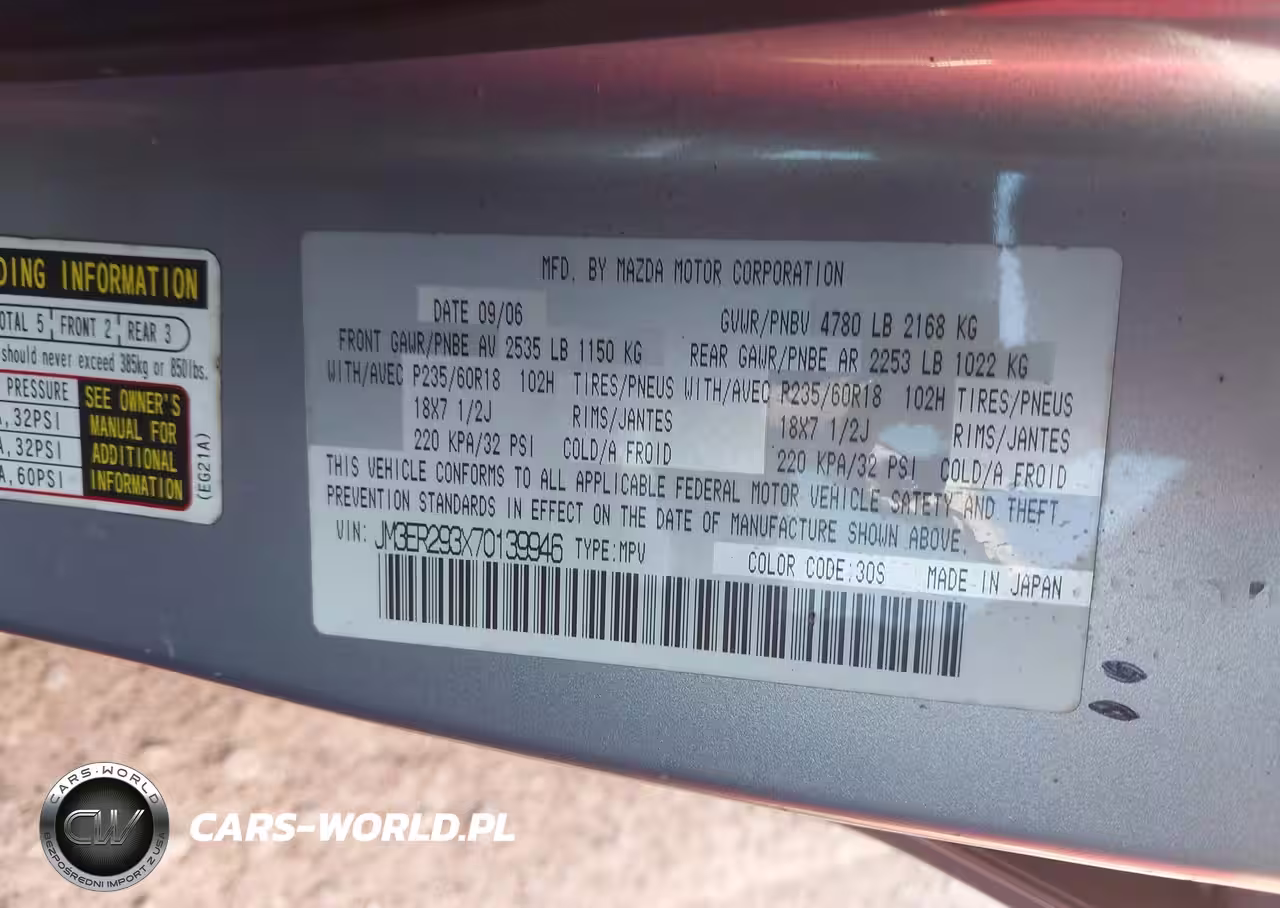 DING INFORMATION
OTAL 5 FRONT 2 REAR 3
should never exceed 385kg or 850lbs.
PRESSURE
A, 32PSI
A, 32PSI
A, 60PSI
SEE OWNER'S
MANUAL FOR
ADDITIONAL
INFORMATION
(EG21A)
MFD. BY MAZDA MOTOR CORPORATION
DATE 09/06 GVWR/PNBV 4780 LB 2168 KG
FRONT GAWR/PNBE AV 2535 LB 1150 KG REAR GAWR/PNBE AR 2253 LB 1022 KG
WITH/AVEC P235/60R18 102H TIRES/PNEUS WITH/AVEC P235/60R18 102H TIRES/PNEUS
18X7 1/2J RIMS/JANTES 18X7 1/2J RIMS/JANTES
220 KPA/32 PSI COLD/A FROID 220 KPA/32 PSI COLD/A FROID
THIS VEHICLE CONFORMS TO ALL APPLICABLE FEDERAL MOTOR VEHICLE SAFETY AND THEFT
PREVENTION STANDARDS IN EFFECT ON THE DATE OF MANUFACTURE SHOWN ABOVE.
VIN: JM3ER293X70139946 TYPE:MPV COLOR CODE:30S MADE IN JAPAN
CARS-WORLD
CW
BEZPOŚREDNI IMPORT Z USA
CARS-WORLD.PL